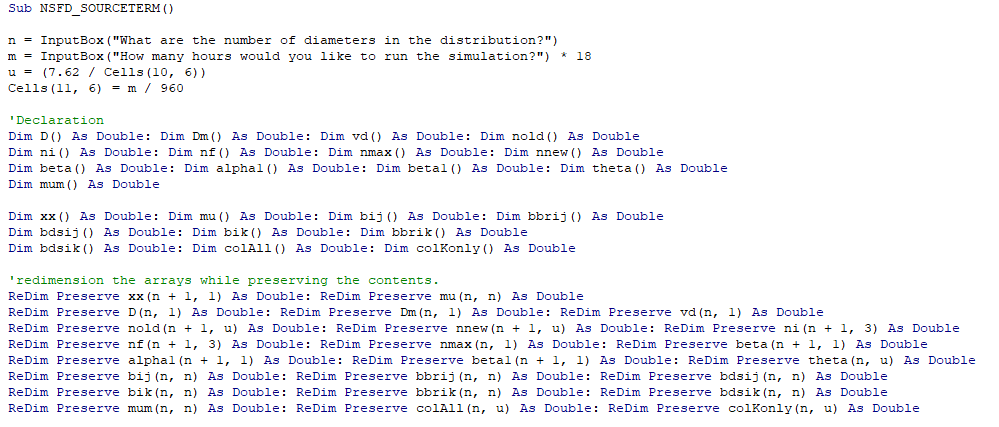 Sub NSFD_SOURCETERM()
n = InputBox("What are the number of diameters in the distribution?")
m = InputBox("How many hours would you like to run the simulation?") * 18
u = (7.62 / Cells(10, 6))
Cells(11, 6) = m / 960
'Declaration
Dim D() As Double: Dim Dm() As Double: Dim vd() As Double: Dim nold() As Double
Dim ni() As Double: Dim nf() As Double: Dim nmax() As Double: Dim nnew() As Double
Dim beta() As Double: Dim alpha1() As Double: Dim beta1() As Double: Dim theta() As Double
Dim mum() As Double
Dim xx() As Double: Dim mu() As Double: Dim bij() As Double: Dim bbrij() As Double
Dim bdsij() As Double: Dim bik() As Double: Dim bbrik() As Double
Dim bdsik() As Double: Dim colAll() As Double: Dim colKonly() As Double
'redimension the arrays while preserving the contents.
ReDim Preserve xx(n + 1, 1) As Double: ReDim Preserve mu(n, n) As Double
ReDim Preserve D(n, 1) As Double: ReDim Preserve Dm(n, 1) As Double: ReDim Preserve vd(n, 1) As Double
ReDim Preserve nold(n + 1, u) As Double: ReDim Preserve nnew(n + 1, u) As Double: ReDim Preserve ni(n + 1, 3) As Double
ReDim Preserve nf(n + 1, 3) As Double: ReDim Preserve nmax(n, 1) As Double: ReDim Preserve beta(n + 1, 1) As Double
ReDim Preserve alpha1(n + 1, 1) As Double: ReDim Preserve beta1(n + 1, 1) As Double: ReDim Preserve theta(n, u) As Double
ReDim Preserve bij(n, n) As Double: ReDim Preserve bbrij(n, n) As Double: ReDim Preserve bdsij(n, n) As Double
ReDim Preserve bik(n, n) As Double: ReDim Preserve bbrik(n, n) As Double: ReDim Preserve bdsik(n, n) As Double
ReDim Preserve mum(n, n) As Double: ReDim Preserve colAll(n, u) As Double: ReDim Preserve colKonly(n, u) As Double